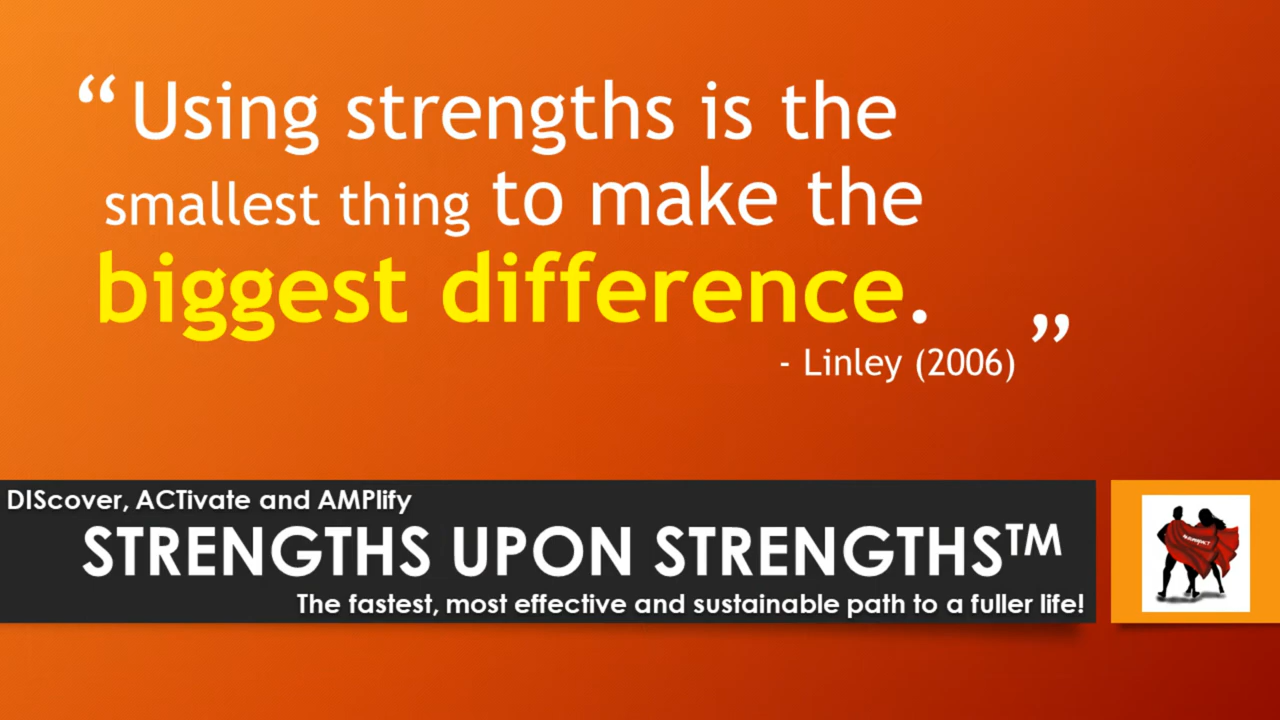 “Using strengths is the
smallest thing to make the
biggest difference.”
- Linley (2006)
DIScover, ACTivate and AMPlify
STRENGTHS UPON STRENGTHS™
The fastest, most effective and sustainable path to a fuller life!